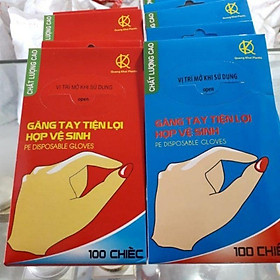 CHẤT LƯỢNG CAO
VỊ TRÍ MỞ KHI SỬ DỤNG
open
GĂNG TAY TIỆN LỢI
HỢP VỆ SINH
PE DISPOSABLE GLOVES
100 CHIẾC
CHẤT LƯỢNG CAO
VỊ TRÍ MỞ KHI SỬ DỤNG
open
GĂNG TAY TIỆN LỢI
HỢP VỆ SINH
PE DISPOSABLE GLOVES
100 CHIẾC